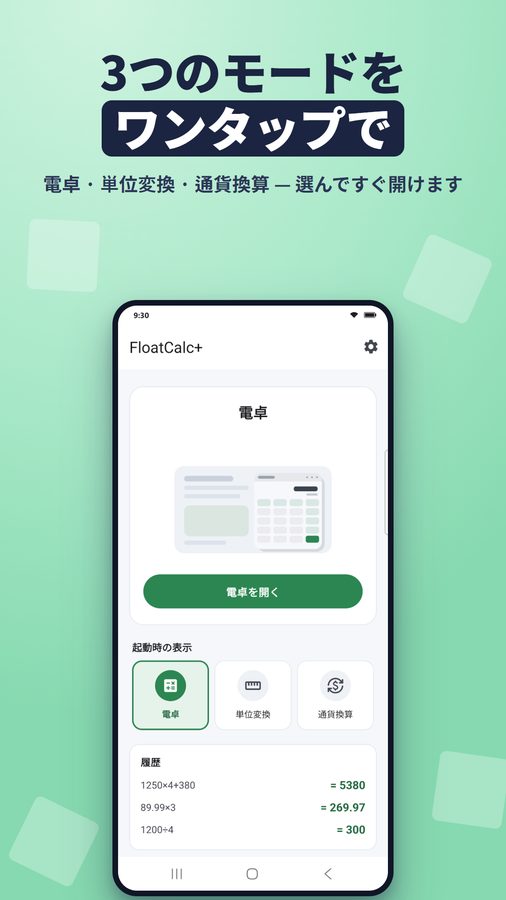 3つのモードを
ワンタップで
電卓・単位変換・通貨換算 — 選んですぐ開けます
9:30
FloatCalc+
電卓
電卓を開く
起動時の表示
電卓
単位変換
通貨換算
履歴
1250×4+380 = 5380
89.99×3 = 269.97
1200÷4 = 300